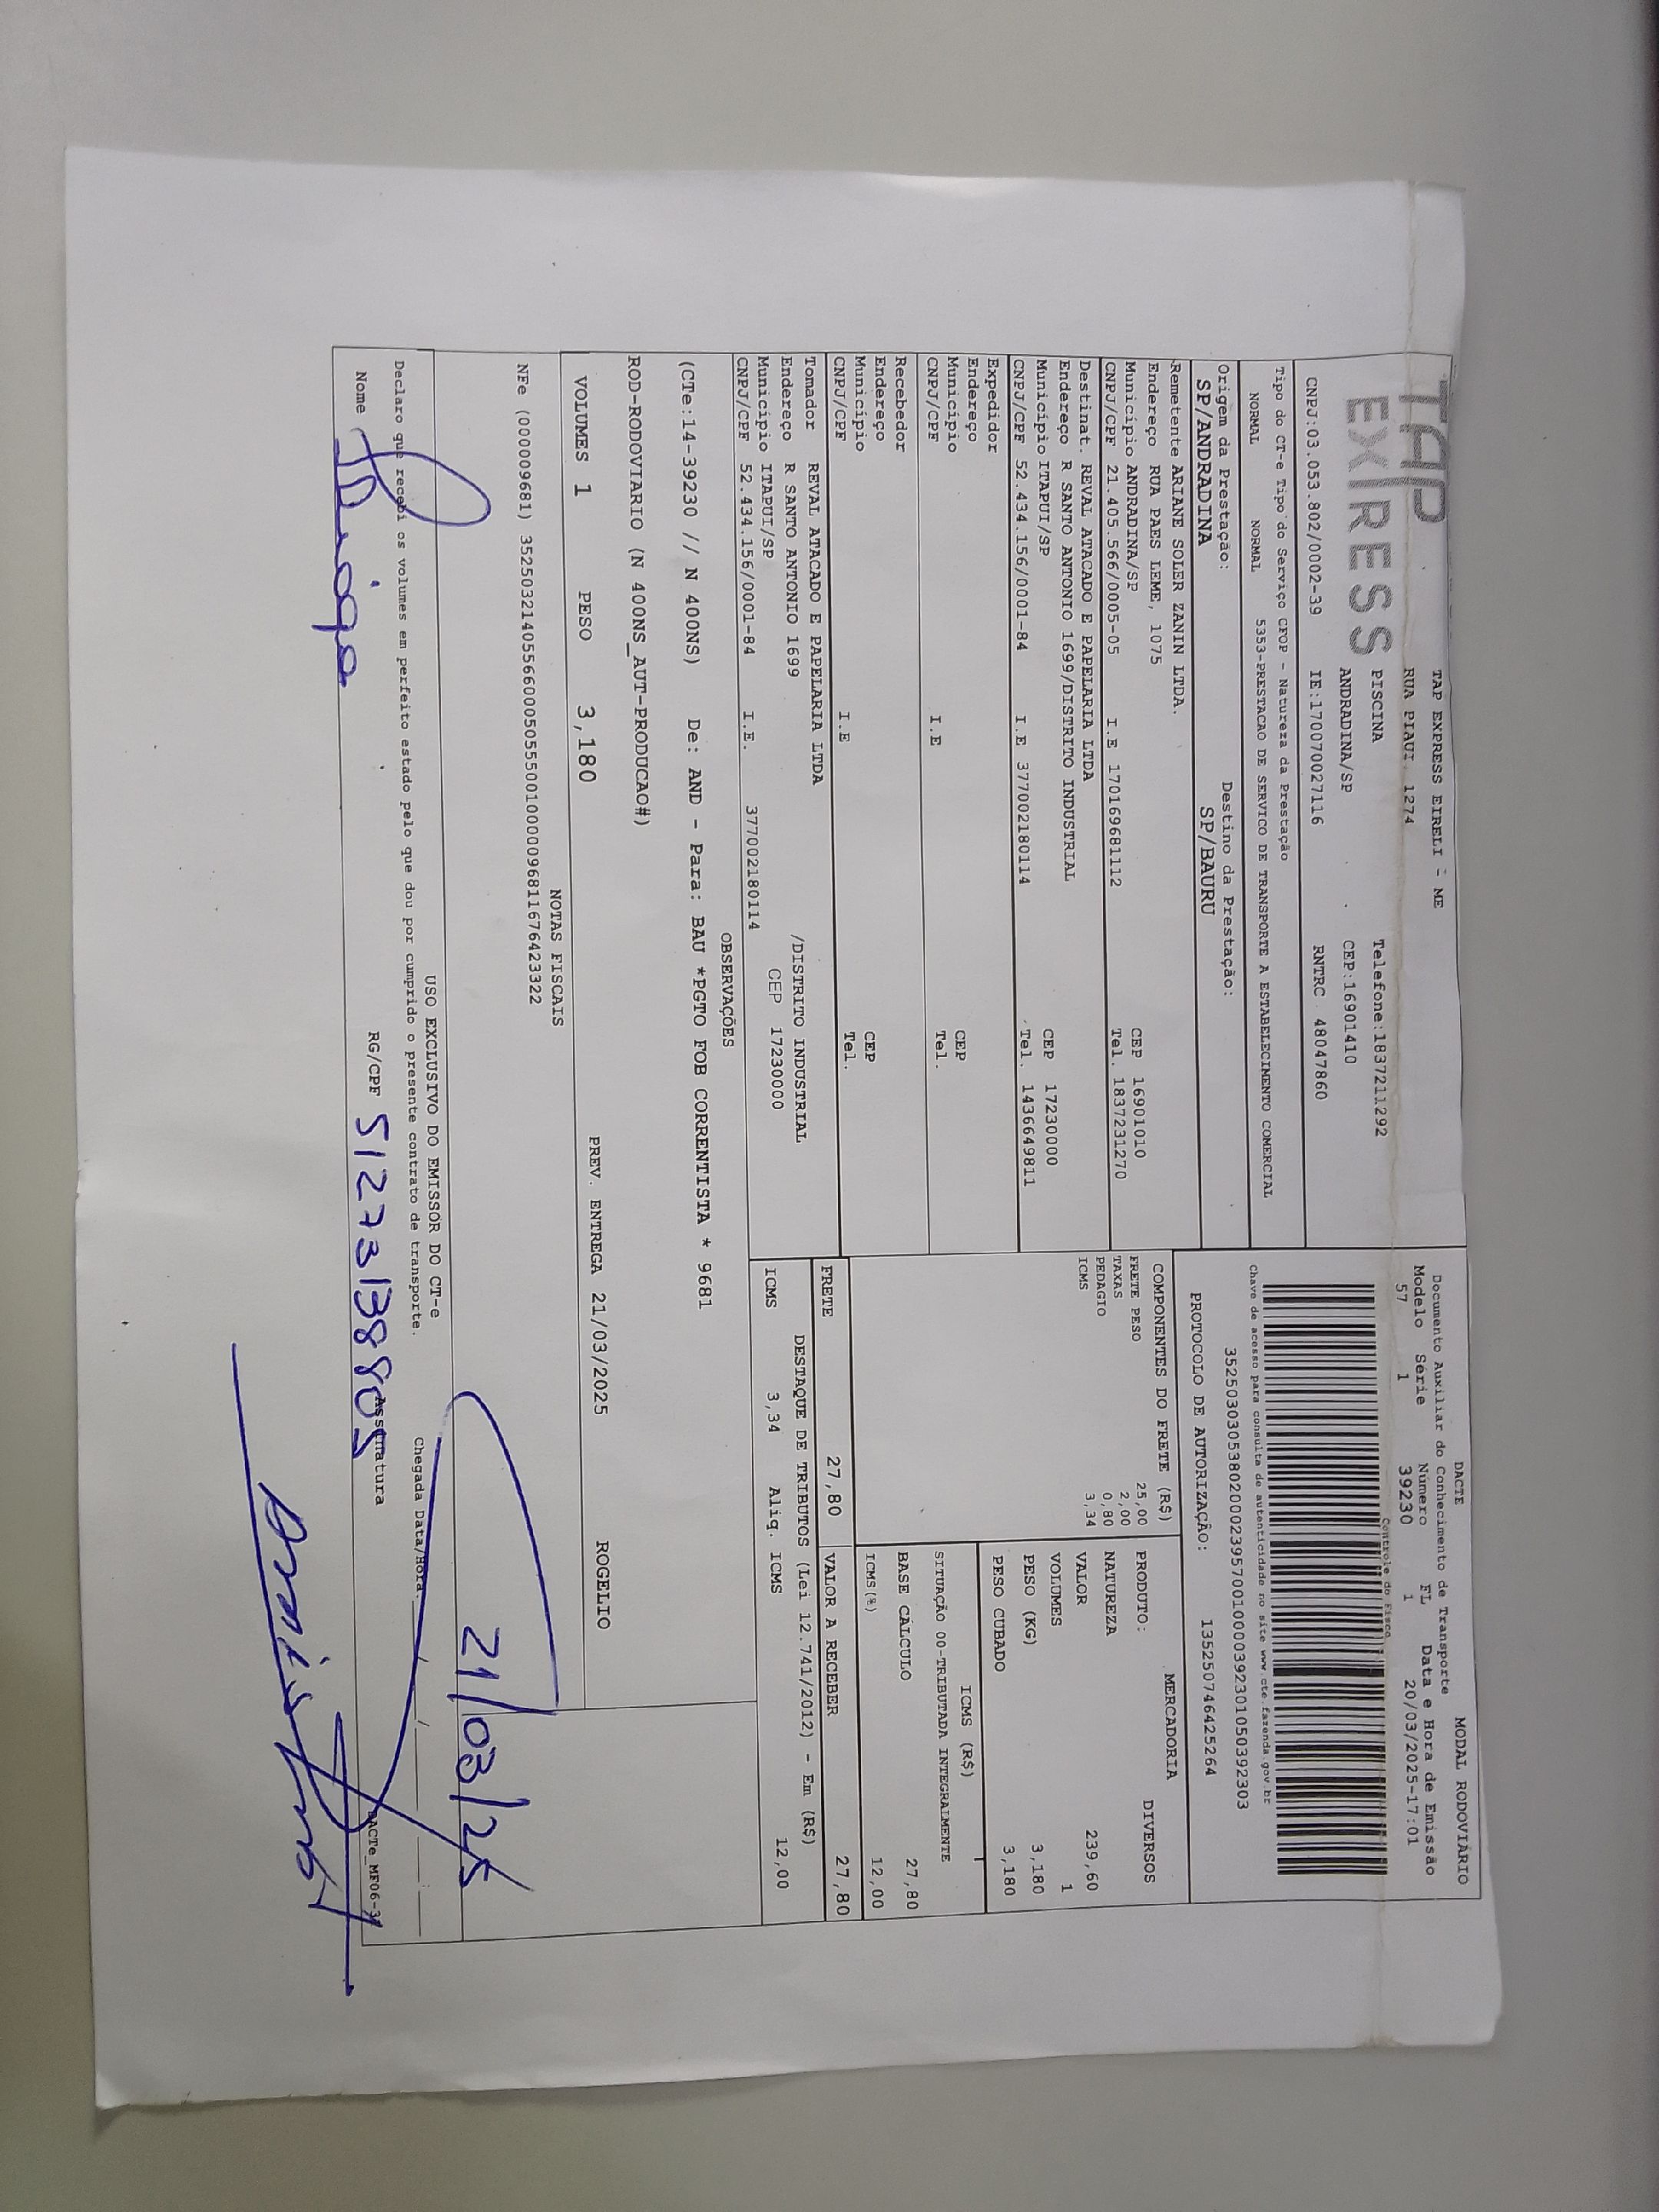 TAP
EX/RESS
TAP EXPRESS EIRELI - ME
RUA PIAUI 1274
Telefone:1837211292
PISCINA
ANDRADINA/SP CEP:16901410
CNPJ:03.053.802/0002-39 IE:170070027116 RNTRC 48047860
DACTE MODAL RODOVIÁRIO
Documento Auxiliar do Conhecimento de Transporte
Modelo Série Número FL Data e Hora de Emissão
57 1 39230 1 20/03/2025-17:01
Controle do Fisco
Chave de acesso para consulta de autenticidade no site www.cte.fazenda.gov.br
35250303053802000239570010000392301050392303
PROTOCOLO DE AUTORIZAÇÃO: 135250746425264
Tipo do CT-e Tipo do Serviço CFOP - Natureza da Prestação
NORMAL NORMAL 5353-PRESTACAO DE SERVICO DE TRANSPORTE A ESTABELECIMENTO COMERCIAL
Origem da Prestação: Destino da Prestação:
SP/ANDRADINA SP/BAURU
Remetente ARIANE SOLER ZANIN LTDA.
Endereço RUA PAES LEME, 1075
Município ANDRADINA/SP CEP 16901010
CNPJ/CPF 21.405.566/0005-05 I.E 170169681112 Tel. 1837231270
Destinat. REVAL ATACADO E PAPELARIA LTDA
Endereço R SANTO ANTONIO 1699/DISTRITO INDUSTRIAL
Município ITAPUI/SP CEP 17230000
CNPJ/CPF 52.434.156/0001-84 I.E 377002180114 Tel. 1436649811
Expedidor
Endereço
Município CEP
CNPJ/CPF I.E Tel.
Recebedor
Endereço
Município CEP
CNPJ/CPF I.E Tel.
Tomador REVAL ATACADO E PAPELARIA LTDA
Endereço R SANTO ANTONIO 1699 /DISTRITO INDUSTRIAL
Município ITAPUI/SP CEP 17230000
CNPJ/CPF 52.434.156/0001-84 I.E. 377002180114
COMPONENTES DO FRETE (R$)
FRETE PESO 25,00
TAXAS 2,00
PEDAGIO 0,80
ICMS 3,34
MERCADORIA
PRODUTO: DIVERSOS
NATUREZA
VALOR 239,60
VOLUMES 1
PESO (KG) 3,180
PESO CUBADO 3,180
ICMS (R$)
SITUAÇÃO 00-TRIBUTADA INTEGRALMENTE
BASE CÁLCULO 27,80
ICMS(%) 12,00
FRETE 27,80 VALOR A RECEBER 27,80
DESTAQUE DE TRIBUTOS (Lei 12.741/2012) - Em (R$)
ICMS 3,34 Aliq. ICMS 12,00
OBSERVAÇÕES
(CTe:14-39230 // N 400NS) De: AND - Para: BAU *PGTO FOB CORRENTISTA * 9681
ROD-RODOVIARIO (N 400NS_AUT-PRODUCAO#)
VOLUMES 1 PESO 3,180 PREV. ENTREGA 21/03/2025 ROGELIO
NOTAS FISCAIS
NFe (000009681) 35250321405566000505550010000096811676423322
21/03/25
USO EXCLUSIVO DO EMISSOR DO CT-e
Declaro que recebi os volumes em perfeito estado pelo que dou por cumprido o presente contrato de transporte. Chegada Data/Hora.
Nome RG/CPF 51273138805 Assinatura
DACTe_MF06-31